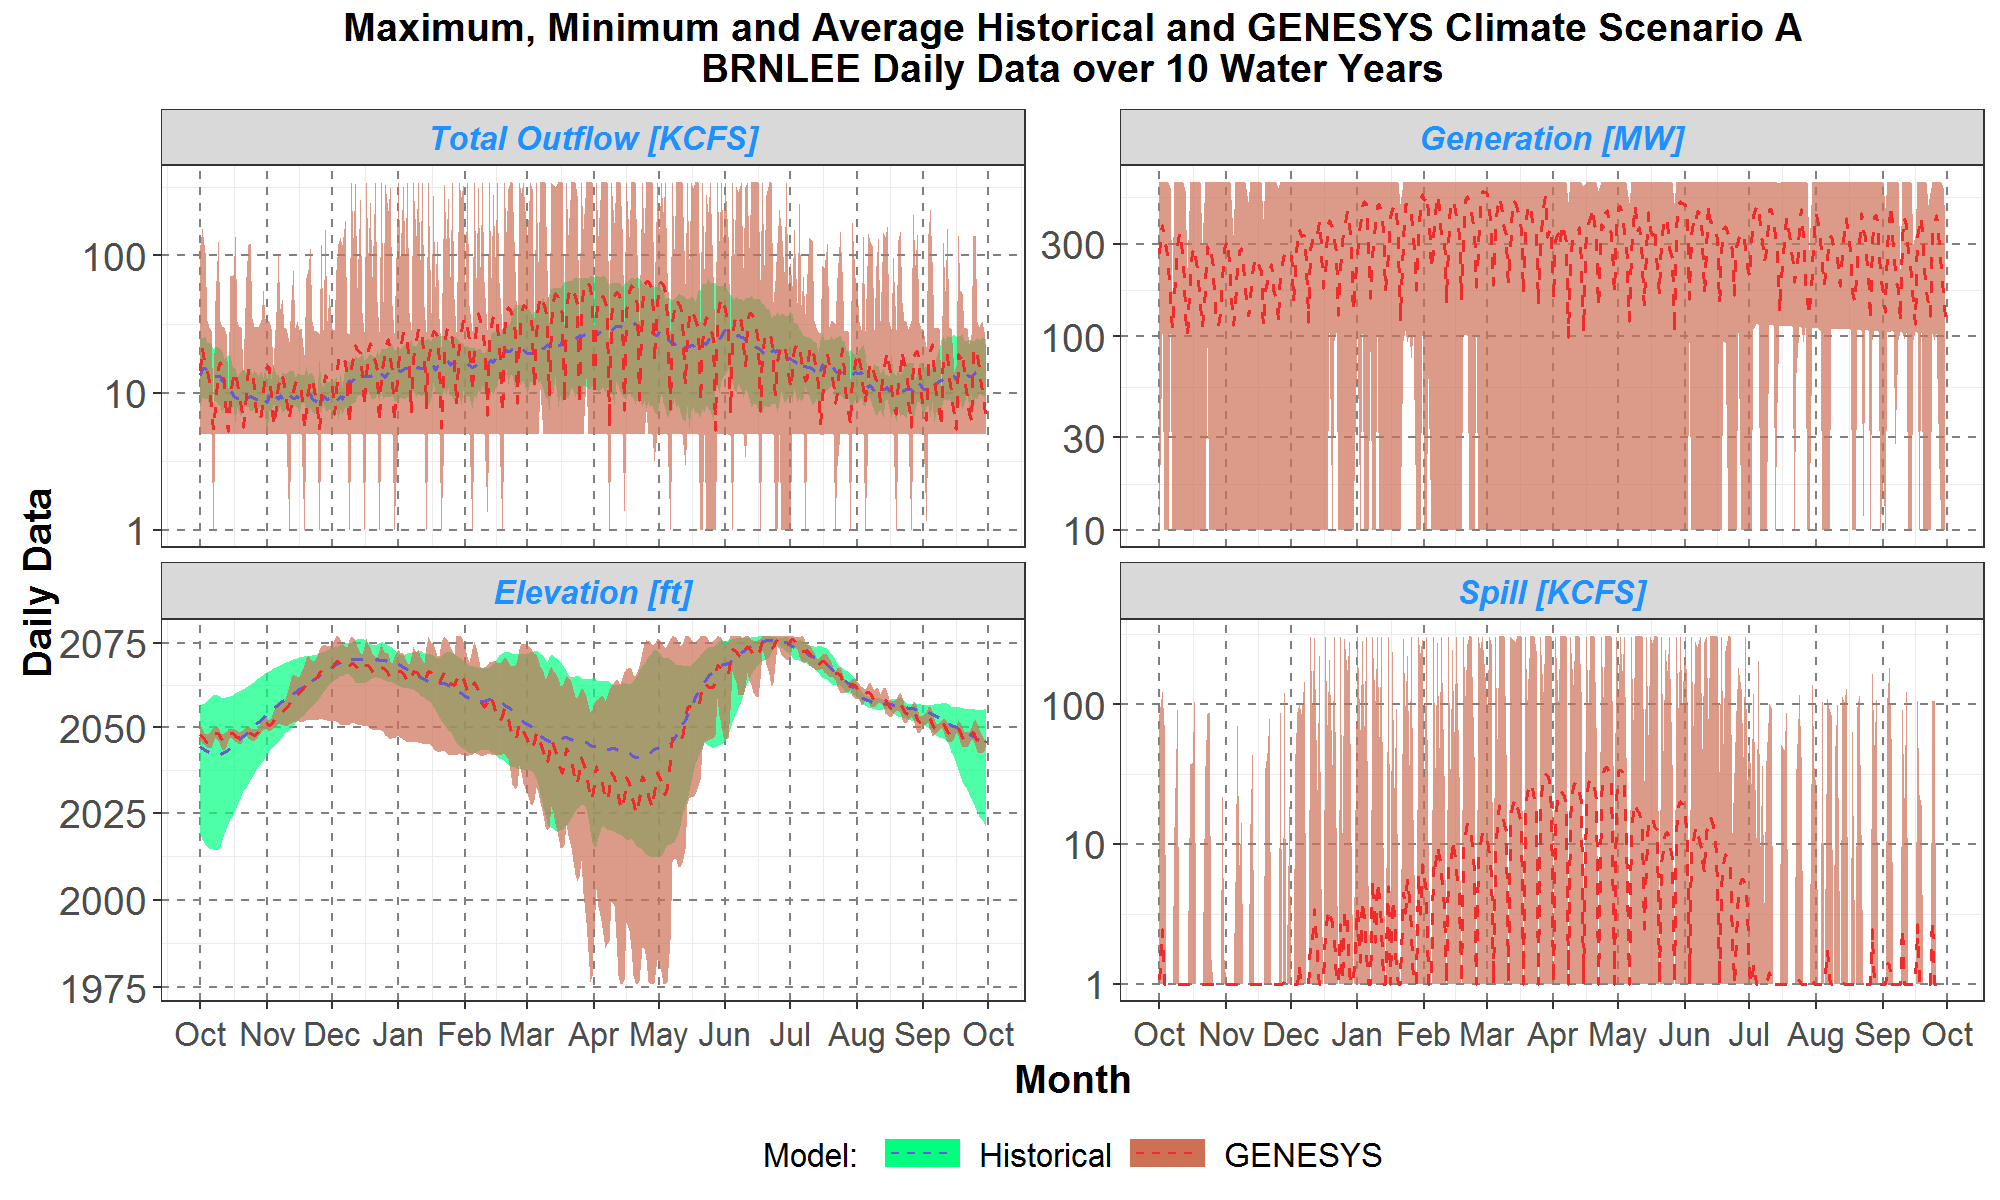 Maximum, Minimum and Average Historical and GENESYS Climate Scenario A
BRNLEE Daily Data over 10 Water Years
Total Outflow [KCFS]
100
10
1
Generation [MW]
300
100
30
10
Daily Data
Elevation [ft]
2075
2050
2025
2000
1975
Oct Nov Dec Jan Feb Mar Apr May Jun Jul Aug Sep Oct
Spill [KCFS]
100
10
1
Oct Nov Dec Jan Feb Mar Apr May Jun Jul Aug Sep Oct
Month
Model: Historical GENESYS